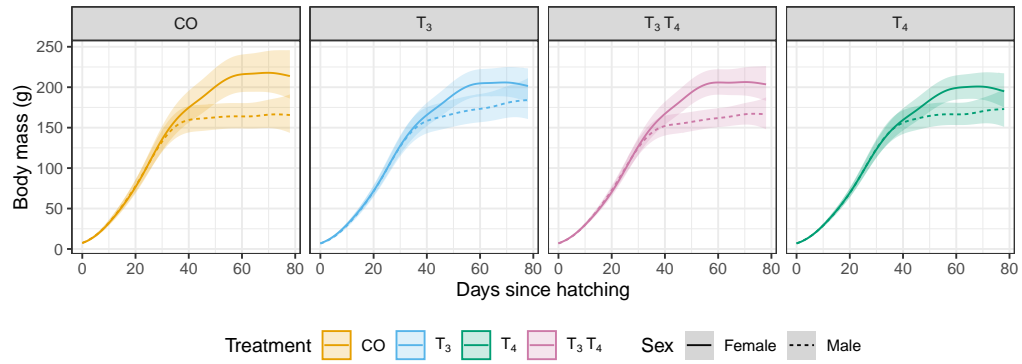 CO T₃ T₃ T₄ T₄
Body mass (g)
250
200
150
100
50
0
0 20 40 60 80 0 20 40 60 80 0 20 40 60 80 0 20 40 60 80
Days since hatching
Treatment CO T₃ T₄ T₃ T₄ Sex Female Male